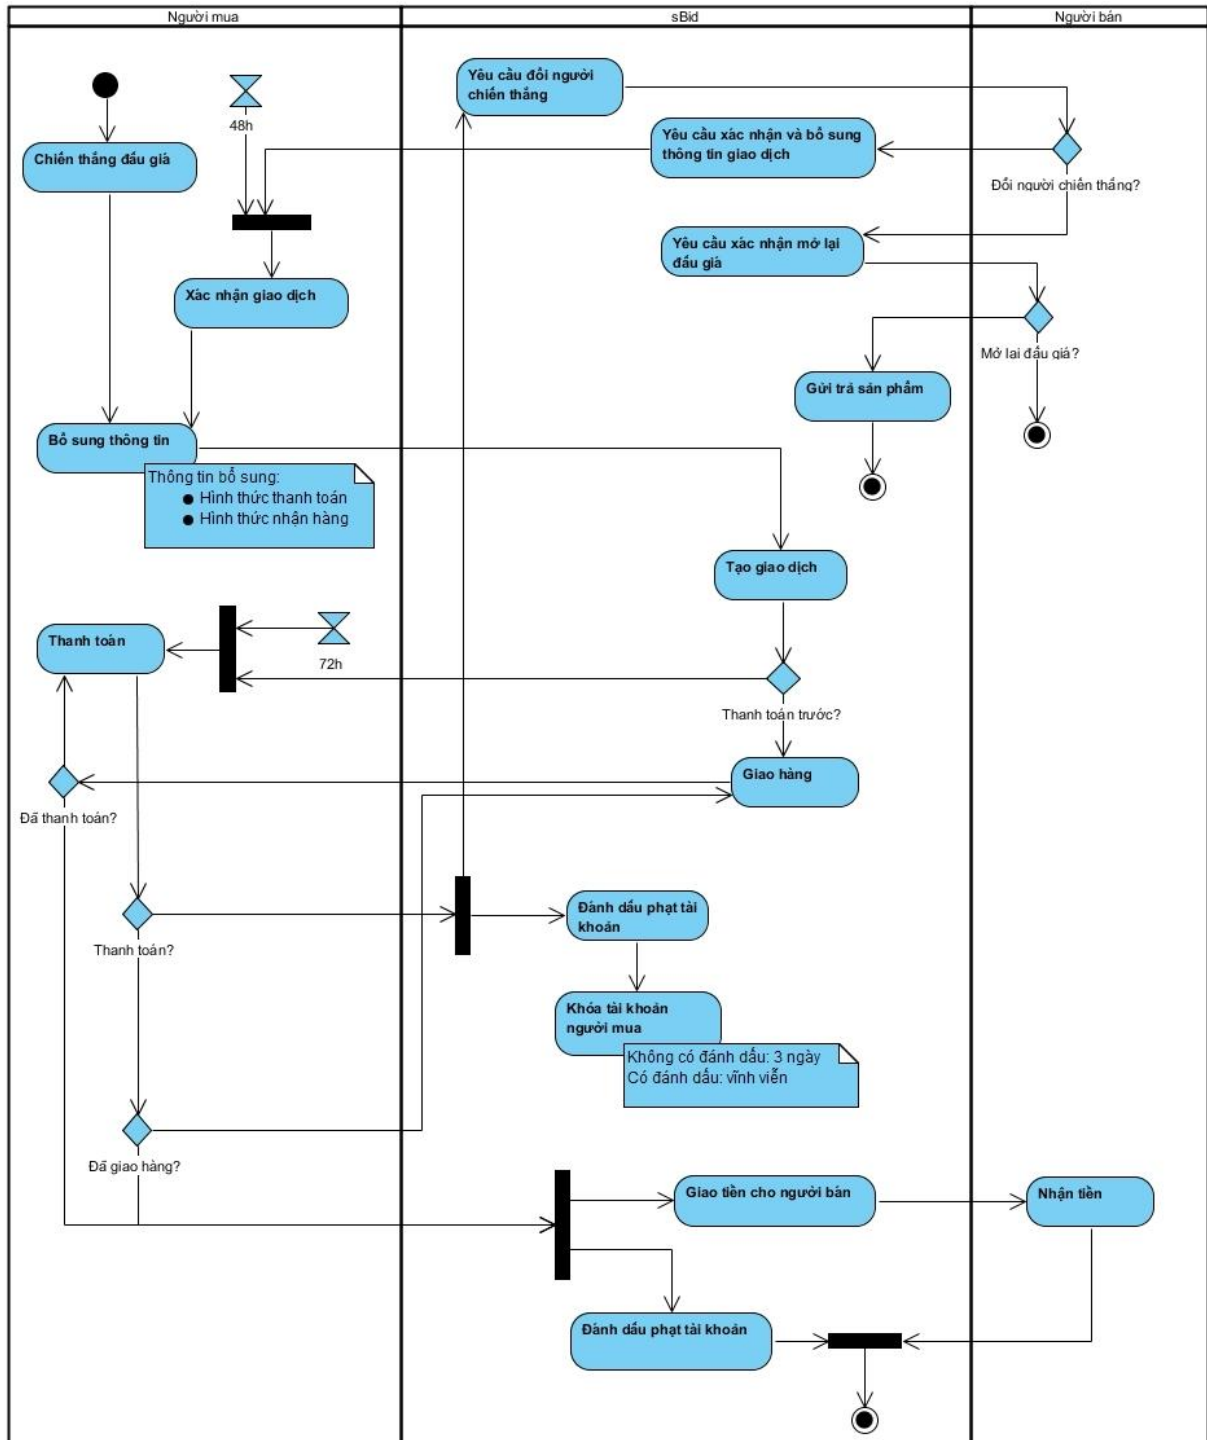 Người mua
sBid
Người bán
Yêu cầu đổi người
chiến thắng
48h
Chiến thắng đấu giá
Yêu cầu xác nhận và bổ sung
thông tin giao dịch
Đổi người chiến thắng?
Yêu cầu xác nhận mở lại
đấu giá
Xác nhận giao dịch
Mở lại đấu giá?
Gửi trả sản phẩm
Bổ sung thông tin
Thông tin bổ sung:
● Hình thức thanh toán
● Hình thức nhận hàng
Tạo giao dịch
Thanh toán
72h
Thanh toán trước?
Giao hàng
Đã thanh toán?
Đánh dấu phạt tài
khoản
Thanh toán?
Khóa tài khoản
người mua
Không có đánh dấu: 3 ngày
Có đánh dấu: vĩnh viễn
Đã giao hàng?
Giao tiền cho người bán
Nhận tiền
Đánh dấu phạt tài khoản